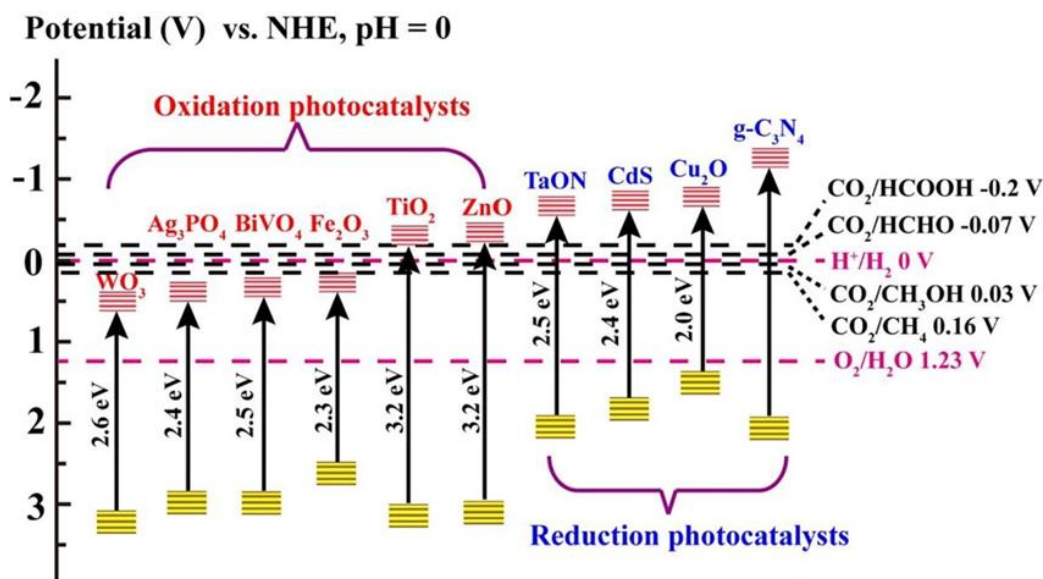 Potential (V) vs. NHE, pH = 0
-2
-1
0
1
2
3
Oxidation photocatalysts
WO₃
Ag₃PO₄
BiVO₄
Fe₂O₃
TiO₂
ZnO
TaON
CdS
Cu₂O
g-C₃N₄
2.6 eV
2.4 eV
2.5 eV
2.3 eV
3.2 eV
3.2 eV
2.5 eV
2.4 eV
2.0 eV
CO₂/HCOOH -0.2 V
CO₂/HCHO -0.07 V
H⁺/H₂ 0 V
CO₂/CH₃OH 0.03 V
CO₂/CH₄ 0.16 V
O₂/H₂O 1.23 V
Reduction photocatalysts